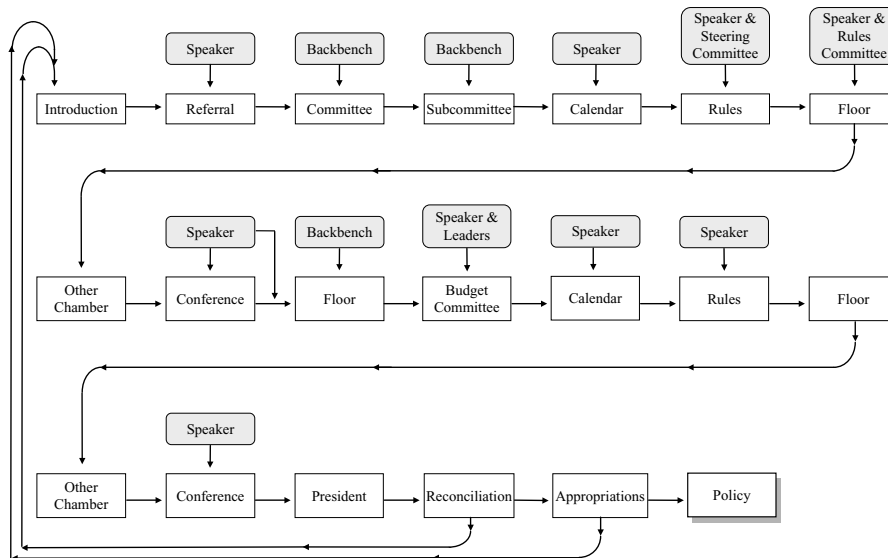 Speaker
Backbench
Backbench
Speaker
Speaker &
Steering
Committee
Speaker &
Rules
Committee
Introduction
Referral
Committee
Subcommittee
Calendar
Rules
Floor
Speaker
Backbench
Speaker &
Leaders
Speaker
Speaker
Other
Chamber
Conference
Floor
Budget
Committee
Calendar
Rules
Floor
Speaker
Other
Chamber
Conference
President
Reconciliation
Appropriations
Policy